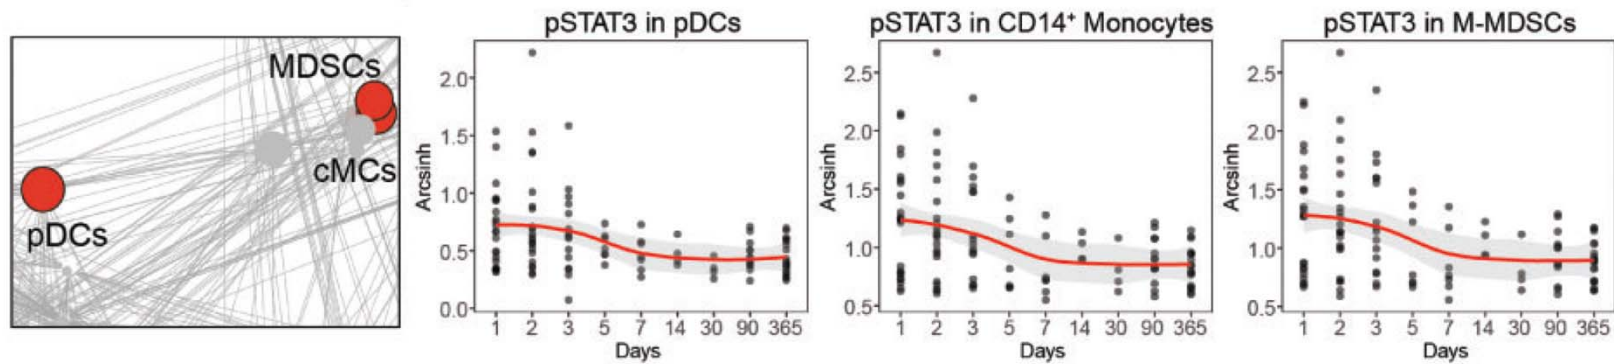 MDSCs
cMCs
pDCs
pSTAT3 in pDCs
Arcsinh
2.0
1.5
1.0
0.5
0.0
1 2 3 5 7 14 30 90 365
Days
pSTAT3 in CD14⁺ Monocytes
Arcsinh
2.5
2.0
1.5
1.0
0.5
1 2 3 5 7 14 30 90 365
Days
pSTAT3 in M-MDSCs
Arcsinh
2.5
2.0
1.5
1.0
0.5
1 2 3 5 7 14 30 90 365
Days